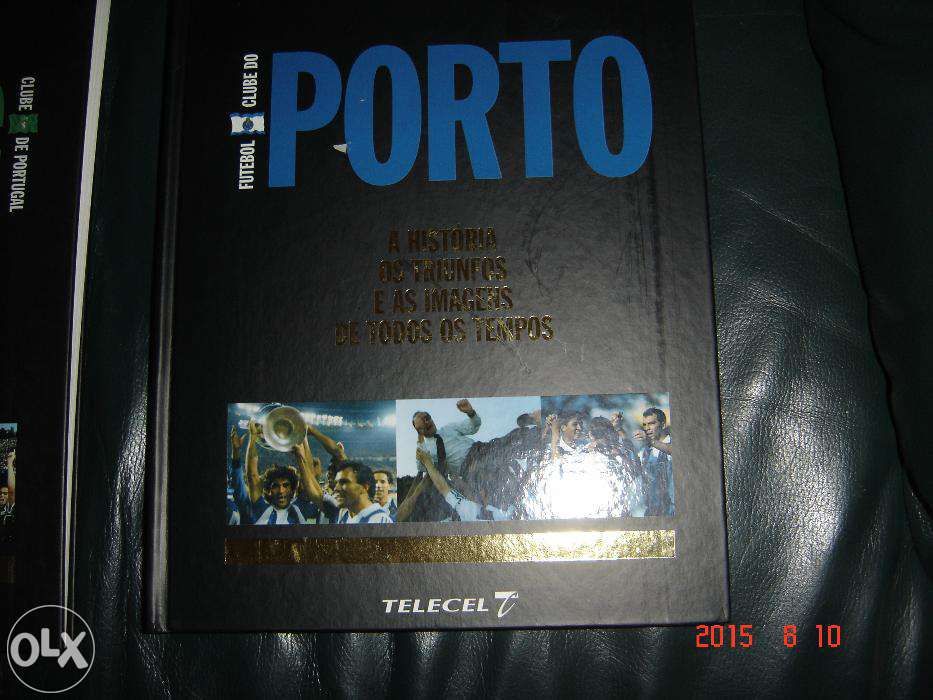 CLUBE DE PORTUGAL
FUTEBOL CLUBE DO
PORTO
A HISTÓRIA
OS TRIUNFOS
E AS IMAGENS
DE TODOS OS TEMPOS
TELECEL
2015 8 10
OLX